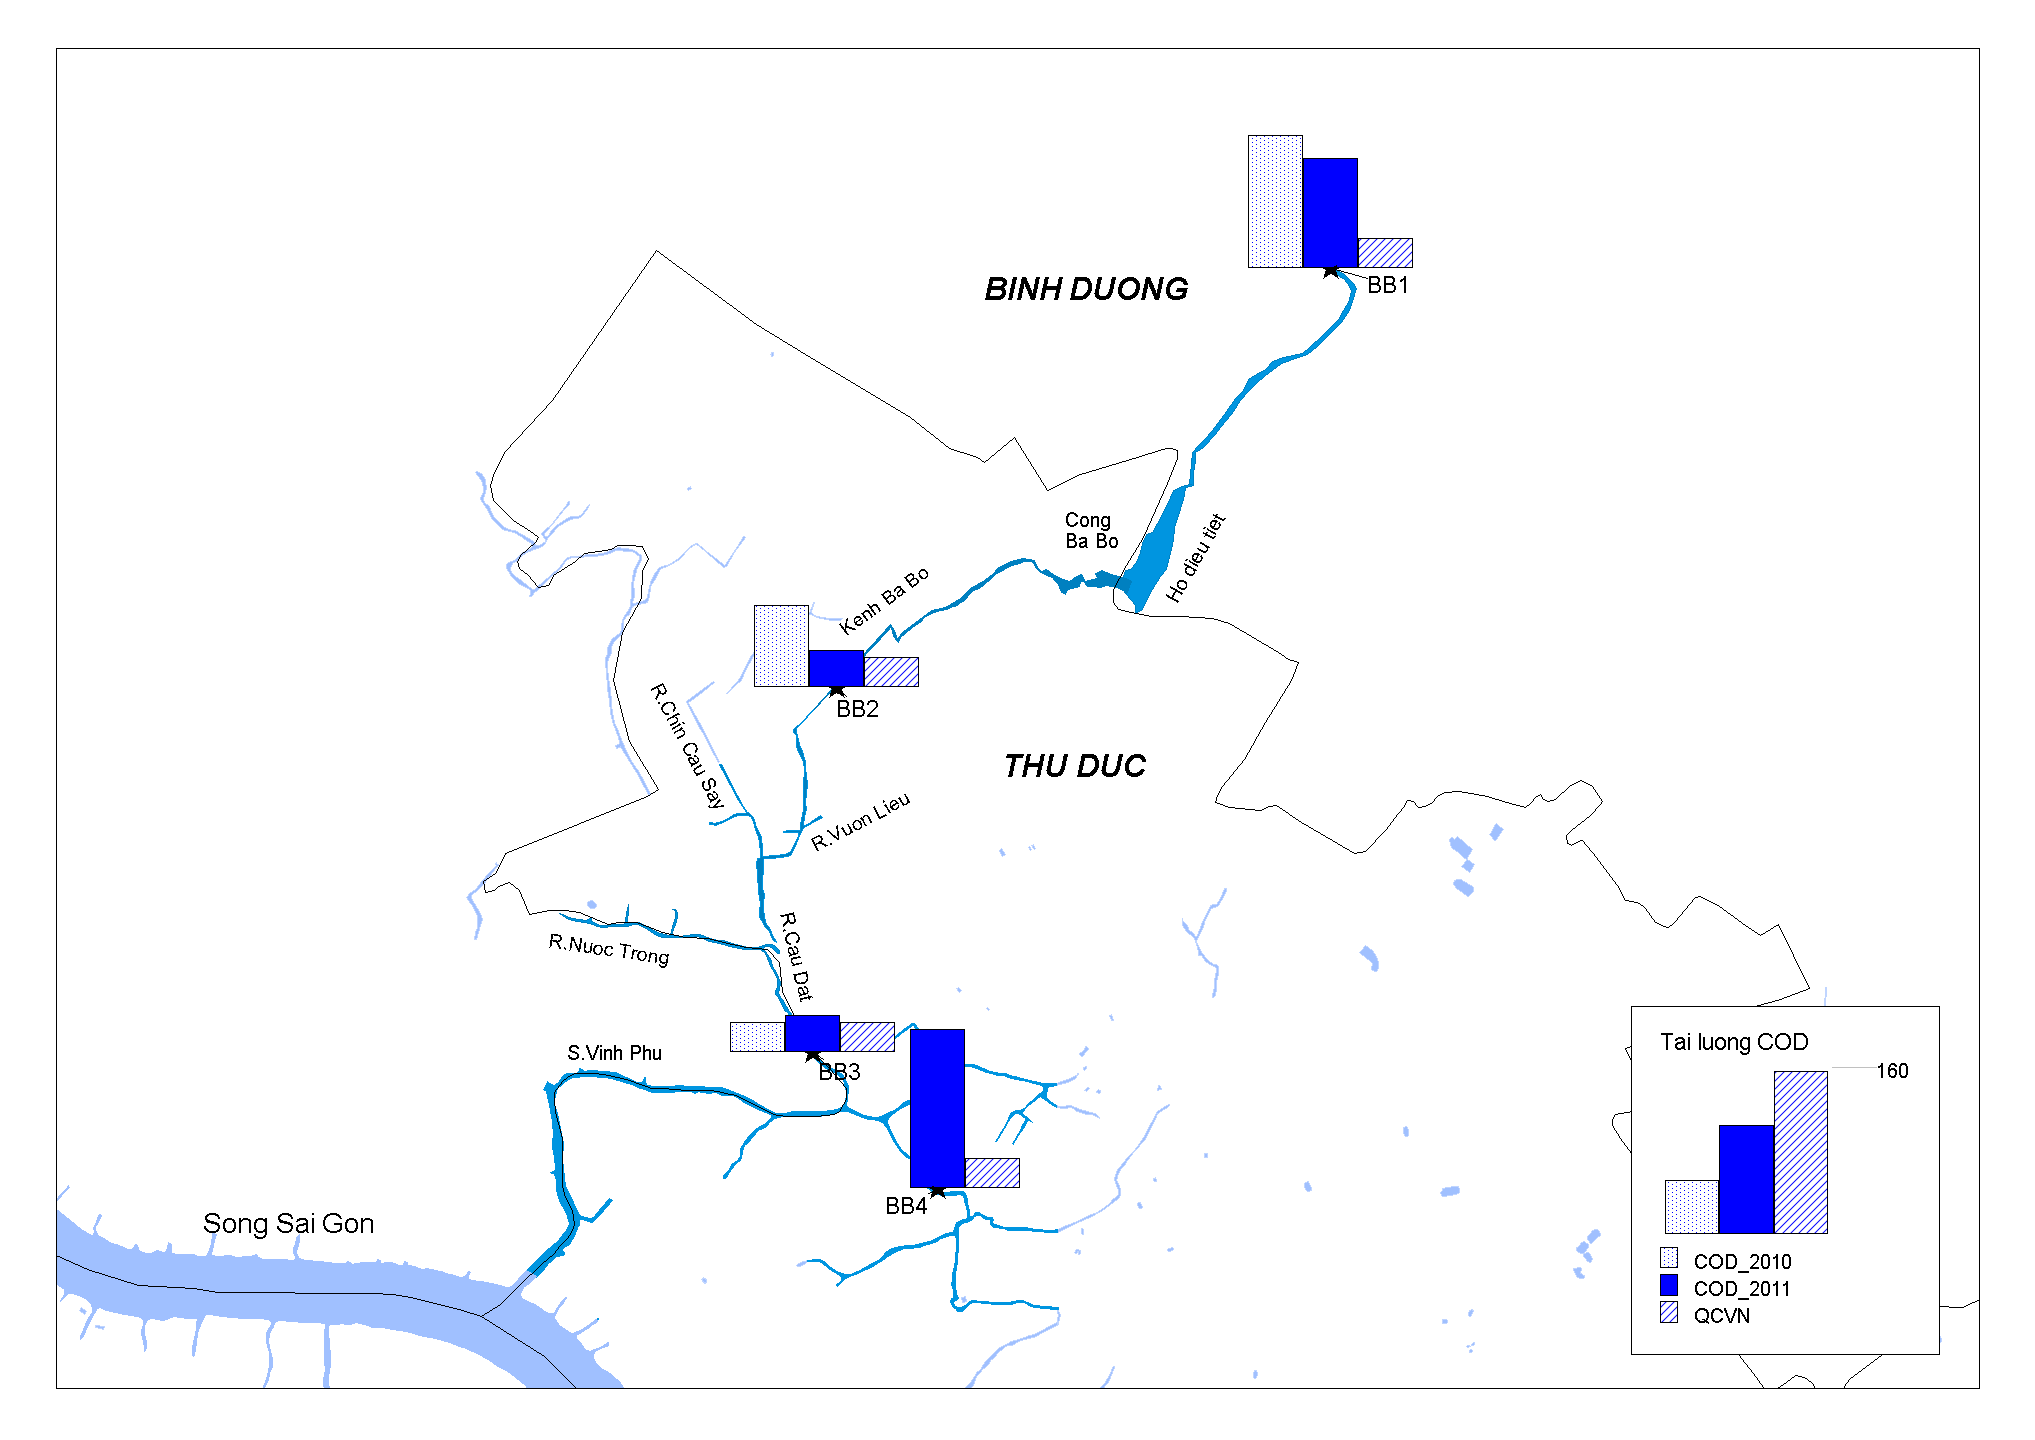 BINH DUONG
BB1
Cong
Ba Bo
Ho dieu tiet
Kenh Ba Bo
BB2
R.Chin Cau Say
THU DUC
R.Vuon Lieu
R.Cau Dat
R.Nuoc Trong
S.Vinh Phu
BB3
BB4
Song Sai Gon
Tai luong COD
160
COD_2010
COD_2011
QCVN